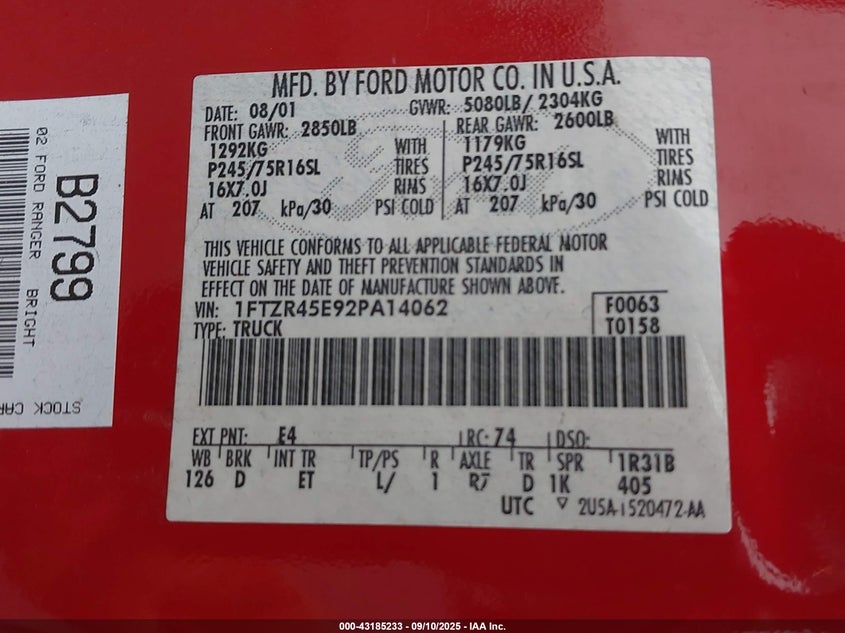 MFD. BY FORD MOTOR CO. IN U.S.A.
DATE: 08/01 GVWR: 5080LB/ 2304KG
FRONT GAWR: 2850LB REAR GAWR: 2600LB
1292KG WITH 1179KG WITH
P245/75R16SL TIRES P245/75R16SL TIRES
16X7.0J RIMS 16X7.0J RIMS
AT 207 kPa/30 PSI COLD AT 207 kPa/30 PSI COLD
THIS VEHICLE CONFORMS TO ALL APPLICABLE FEDERAL MOTOR
VEHICLE SAFETY AND THEFT PREVENTION STANDARDS IN
EFFECT ON THE DATE OF MANUFACTURE SHOWN ABOVE.
VIN: 1FTZR45E92PA14062 F0063
TYPE: TRUCK T0158
EXT PNT: E4 RC: 74 DSO:
WB BRK INT TR TP/PS R AXLE TR SPR 1R31B
126 D ET L/ 1 R7 D 1K 405
UTC ▽ 2U5A-1520472-AA
B2799
02 FORD RANGER BRIGHT
STOCK CAR
000-43185233 - 09/10/2025 - IAA Inc.